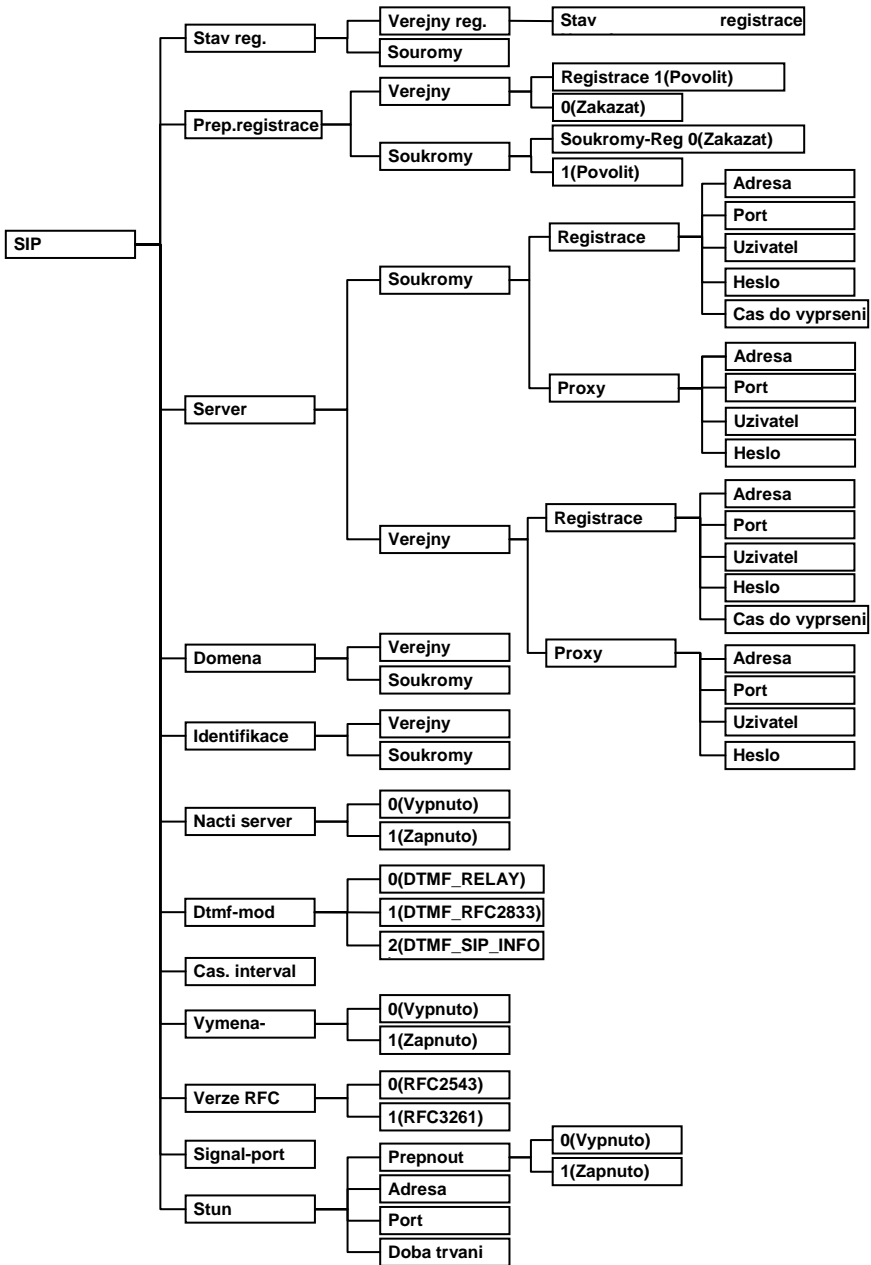 SIP
Stav reg.
Verejny reg.
Stav registrace
Souromy
Prep.registrace
Verejny
Registrace 1(Povolit)
0(Zakazat)
Soukromy
Soukromy-Reg 0(Zakazat)
1(Povolit)
Server
Soukromy
Registrace
Adresa
Port
Uzivatel
Heslo
Cas do vyprseni
Proxy
Adresa
Port
Uzivatel
Heslo
Verejny
Registrace
Adresa
Port
Uzivatel
Heslo
Cas do vyprseni
Proxy
Adresa
Port
Uzivatel
Heslo
Domena
Verejny
Soukromy
Identifikace
Verejny
Soukromy
Nacti server
0(Vypnuto)
1(Zapnuto)
Dtmf-mod
0(DTMF_RELAY)
1(DTMF_RFC2833)
2(DTMF_SIP_INFO
Cas. interval
Vymena-
0(Vypnuto)
1(Zapnuto)
Verze RFC
0(RFC2543)
1(RFC3261)
Signal-port
Stun
Prepnout
0(Vypnuto)
1(Zapnuto)
Adresa
Port
Doba trvani